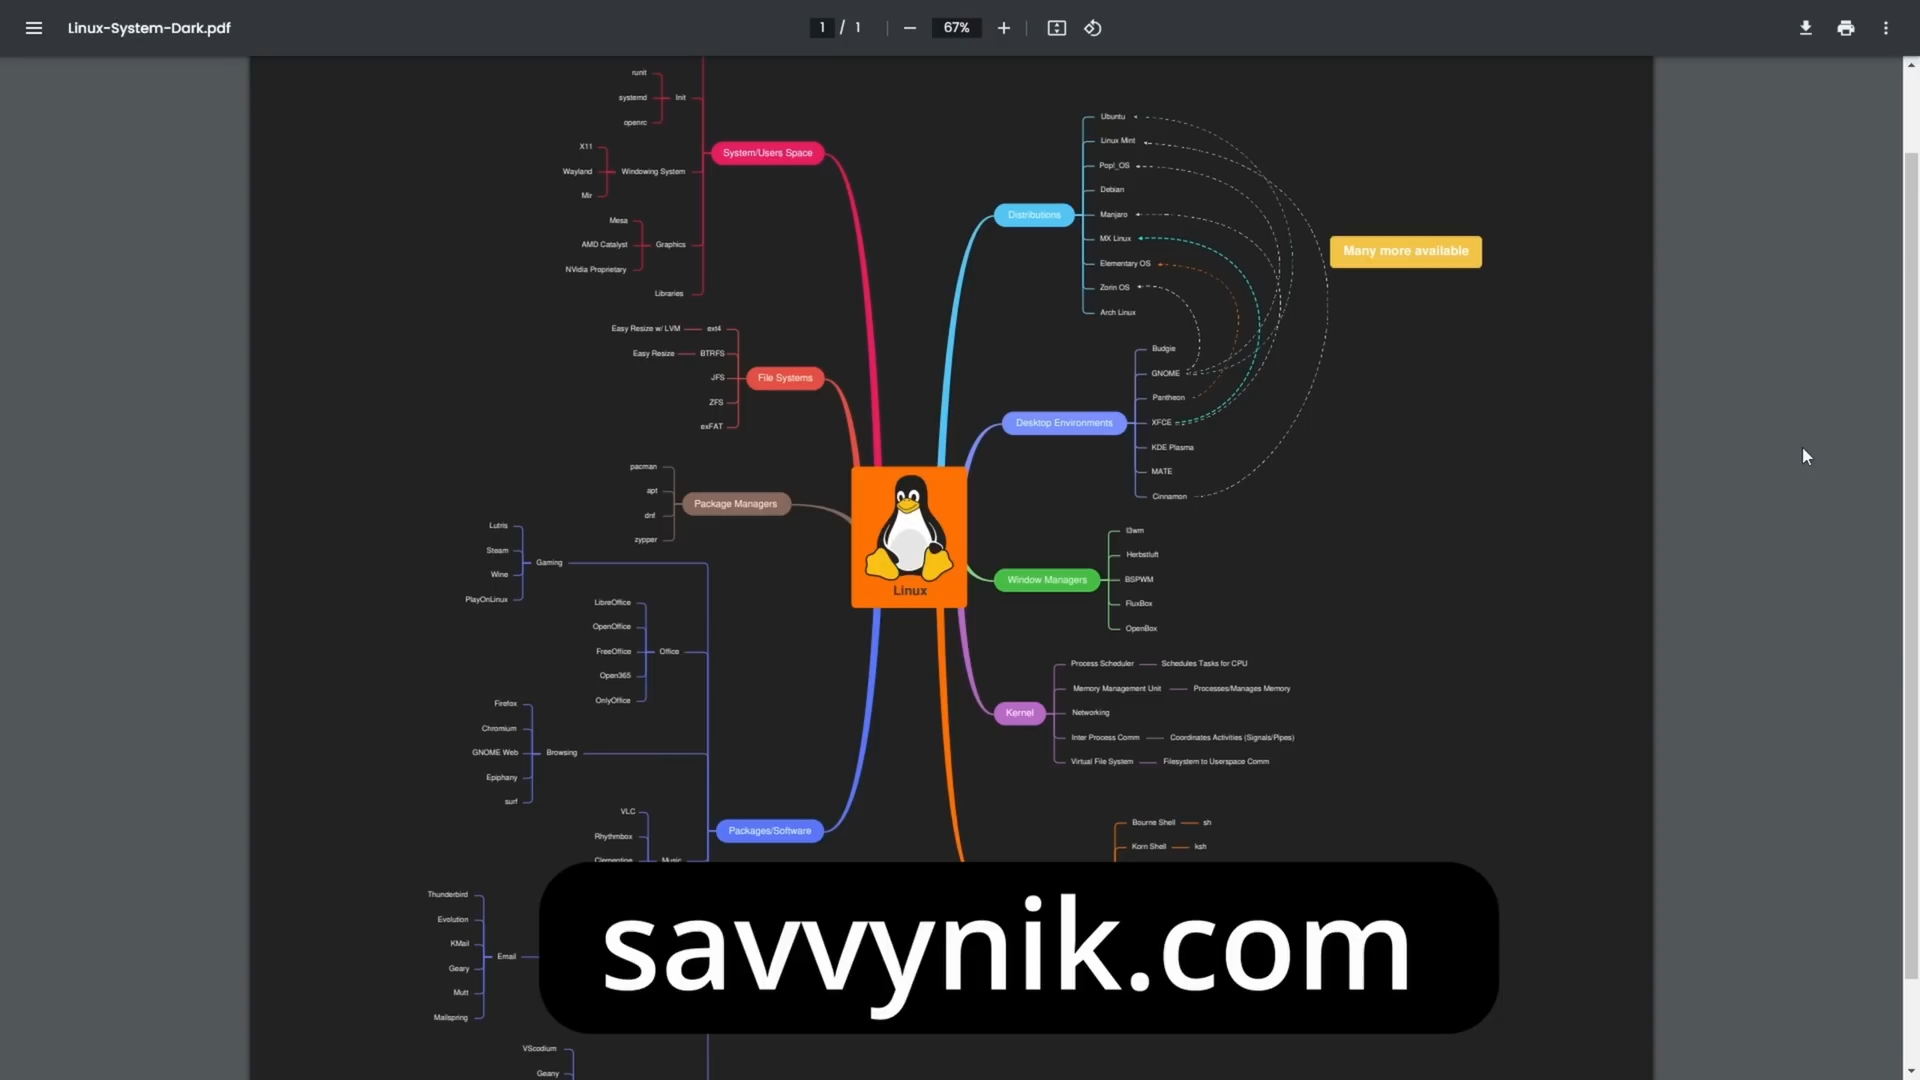 Linux-System-Dark.pdf
1 / 1
67%
runit
systemd
openrc
Init
System/Users Space
X11
Wayland
Mir
Windowing System
Mesa
AMD Catalyst
NVidia Proprietary
Graphics
Libraries
Easy Resize w/ LVM
ext4
Easy Resize
BTRFS
JFS
ZFS
exFAT
File Systems
pacman
apt
dnf
zypper
Package Managers
Lutris
Steam
Wine
PlayOnLinux
Gaming
LibreOffice
OpenOffice
FreeOffice
Open365
OnlyOffice
Office
Firefox
Chromium
GNOME Web
Epiphany
surf
Browsing
VLC
Rhythmbox
Clementine
Music
Packages/Software
Thunderbird
Evolution
KMail
Geary
Mutt
Mailspring
Email
VScodium
Geany
Linux
Distributions
Ubuntu
Linux Mint
Pop!_OS
Debian
Manjaro
MX Linux
Elementary OS
Zorin OS
Arch Linux
Many more available
Desktop Environments
Budgie
GNOME
Pantheon
XFCE
KDE Plasma
MATE
Cinnamon
Window Managers
I3wm
Herbstluft
BSPWM
FluxBox
OpenBox
Kernel
Process Scheduler
Schedules Tasks for CPU
Memory Management Unit
Processes/Manages Memory
Networking
Inter Process Comm
Coordinates Activities (Signals/Pipes)
Virtual File System
Filesystem to Userspace Comm
Bourne Shell
sh
Korn Shell
ksh
savvynik.com